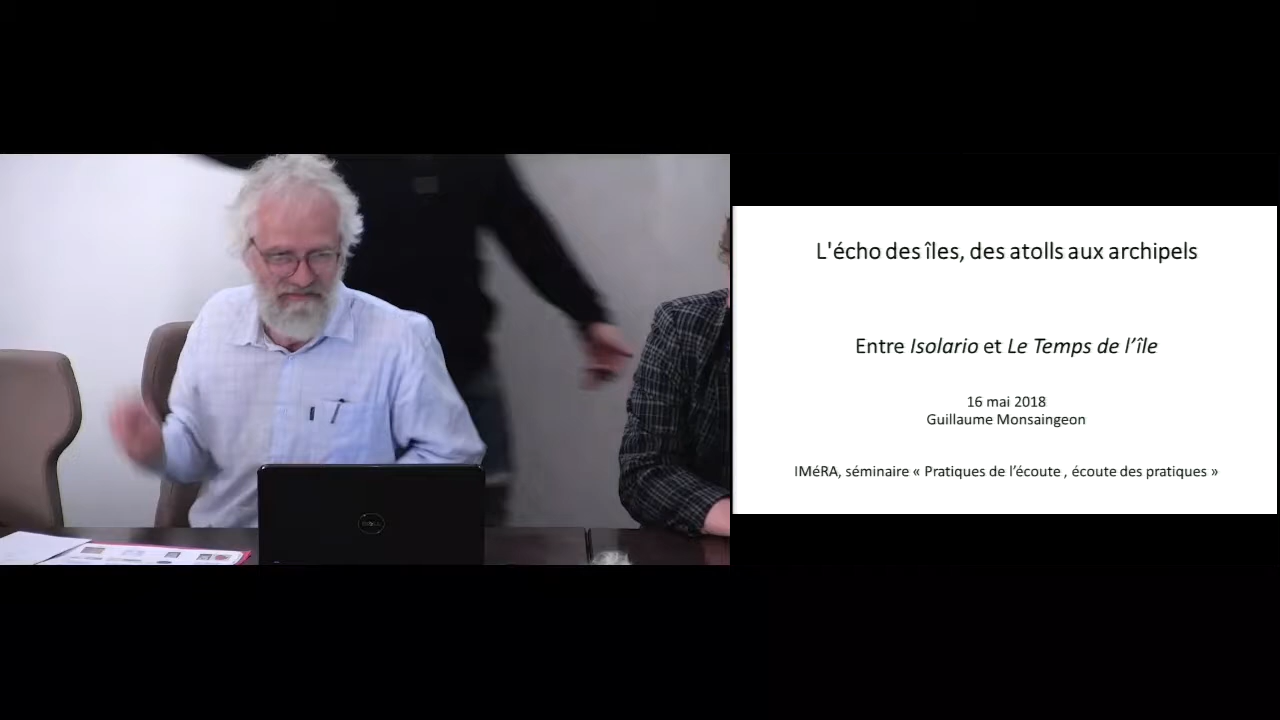 L'écho des îles, des atolls aux archipels
Entre Isolario et Le Temps de l’île
16 mai 2018
Guillaume Monsaingeon
IMéRA, séminaire « Pratiques de l’écoute , écoute des pratiques »
DELL